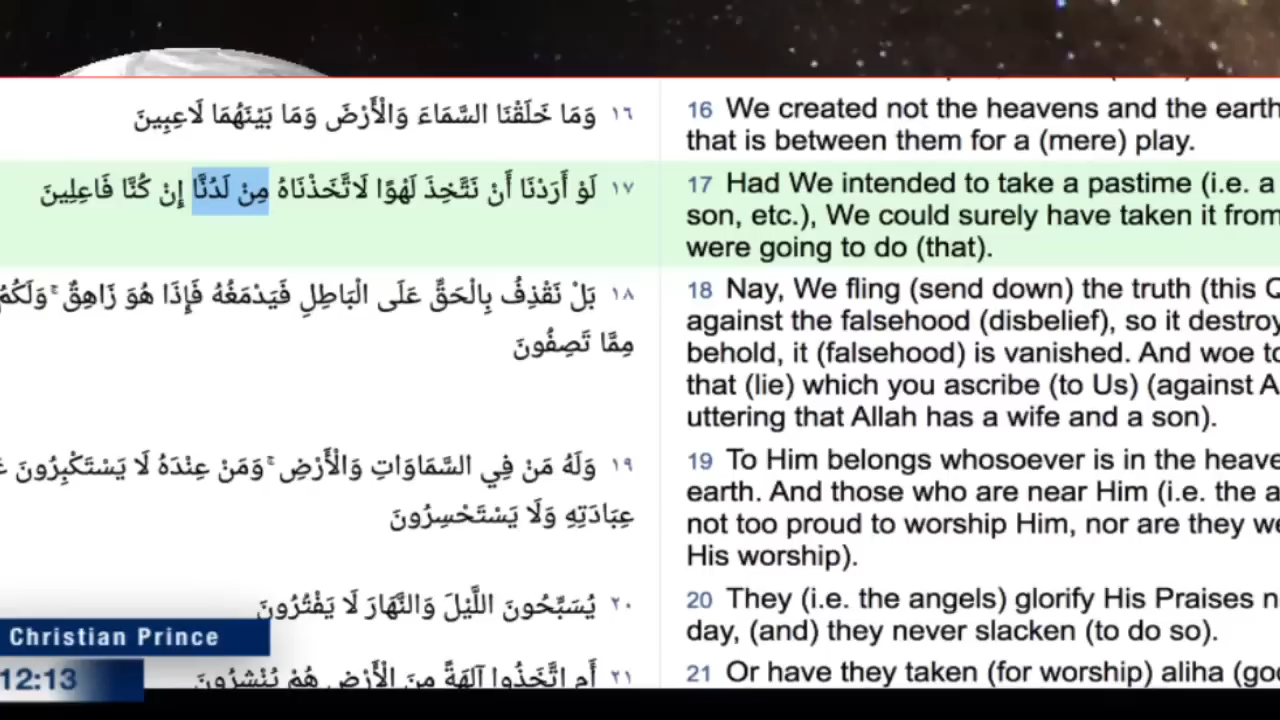 ١٦ وَمَا خَلَقْنَا السَّمَاءَ وَالْأَرْضَ وَمَا بَيْنَهُمَا لَاعِبِينَ
١٧ لَوْ أَرَدْنَا أَنْ نَتَّخِذَ لَهْوًا لَاتَّخَذْنَاهُ مِنْ لَدُنَّا إِنْ كُنَّا فَاعِلِينَ
١٨ بَلْ نَقْذِفُ بِالْحَقِّ عَلَى الْبَاطِلِ فَيَدْمَغُهُ فَإِذَا هُوَ زَاهِقٌ ۚ وَلَكُمُ
مِمَّا تَصِفُونَ
١٩ وَلَهُ مَنْ فِي السَّمَاوَاتِ وَالْأَرْضِ ۚ وَمَنْ عِنْدَهُ لَا يَسْتَكْبِرُونَ
عِبَادَتِهِ وَلَا يَسْتَحْسِرُونَ
٢٠ يُسَبِّحُونَ اللَّيْلَ وَالنَّهَارَ لَا يَفْتُرُونَ
٢١ أَمِ اتَّخَذُوا آلِهَةً مِنَ الْأَرْضِ هُمْ يُنْشِرُونَ
16 We created not the heavens and the earth
that is between them for a (mere) play.
17 Had We intended to take a pastime (i.e. a
son, etc.), We could surely have taken it from
were going to do (that).
18 Nay, We fling (send down) the truth (this Q
against the falsehood (disbelief), so it destroy
behold, it (falsehood) is vanished. And woe to
that (lie) which you ascribe (to Us) (against A
uttering that Allah has a wife and a son).
19 To Him belongs whosoever is in the heave
earth. And those who are near Him (i.e. the a
not too proud to worship Him, nor are they we
His worship).
20 They (i.e. the angels) glorify His Praises n
day, (and) they never slacken (to do so).
21 Or have they taken (for worship) aliha (god
Christian Prince
12:13